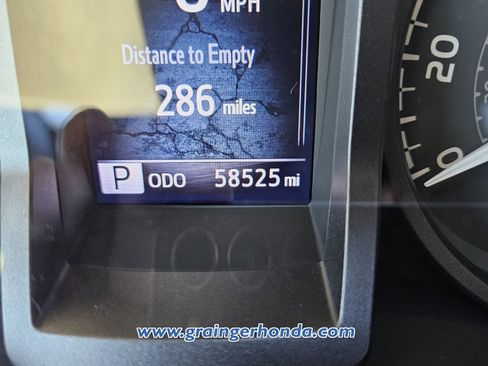 MPH
Distance to Empty
286 miles
P ODO 58525 mi
20
0
www.graingerhonda.com